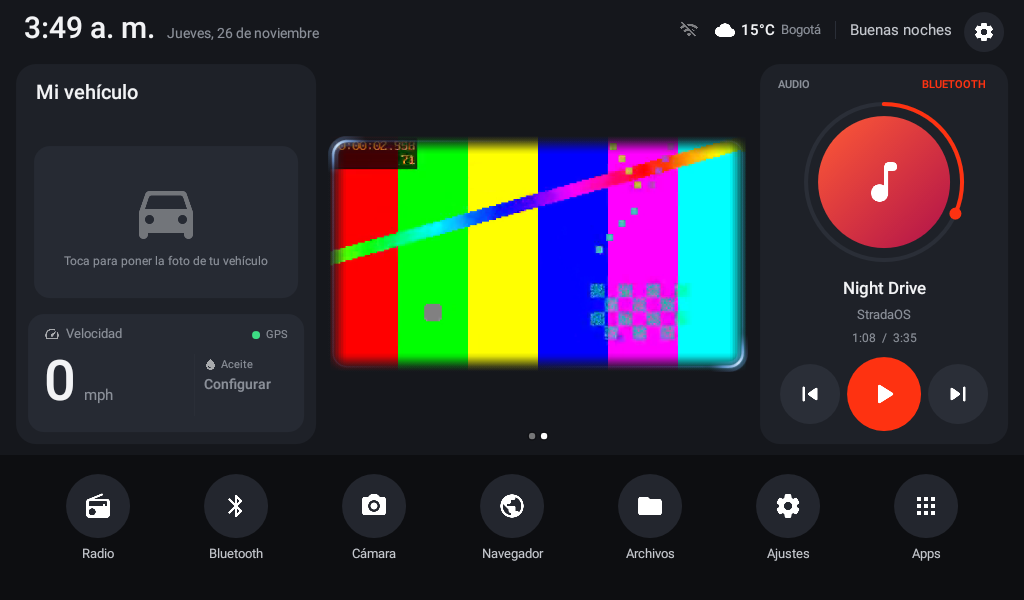 3:49 a. m.
Jueves, 26 de noviembre
15°C Bogotá
Buenas noches
Mi vehículo
Toca para poner la foto de tu vehículo
Velocidad
GPS
0 mph
Aceite
Configurar
71
AUDIO
BLUETOOTH
Night Drive
StradaOS
1:08 / 3:35
Radio
Bluetooth
Cámara
Navegador
Archivos
Ajustes
Apps